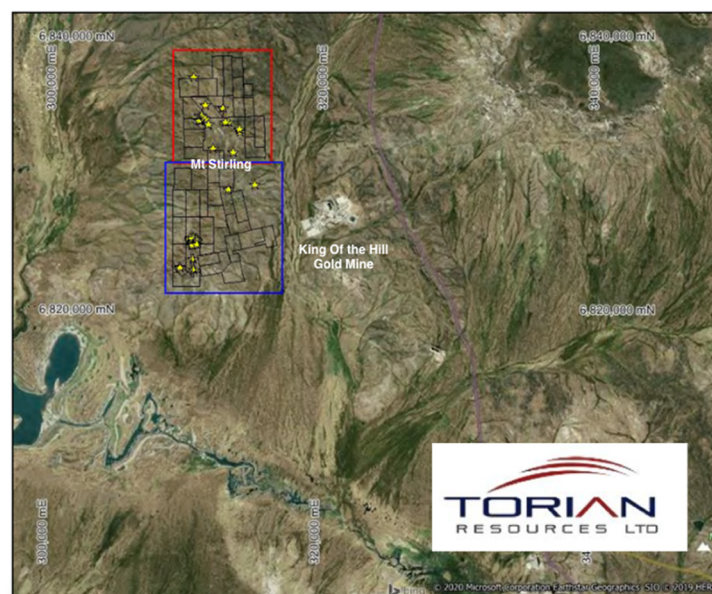 6,840,000 mN
6,840,000 mN
300,000 mE
320,000 mE
340,000 mE
Mt Stirling
King Of the Hill
Gold Mine
6,820,000 mN
6,820,000 mN
TORIAN
RESOURCES LTD
300,000 mE
320,000 mE
© 2020 Microsoft Corporation Earthstar Geographics SIO © 2019 HER